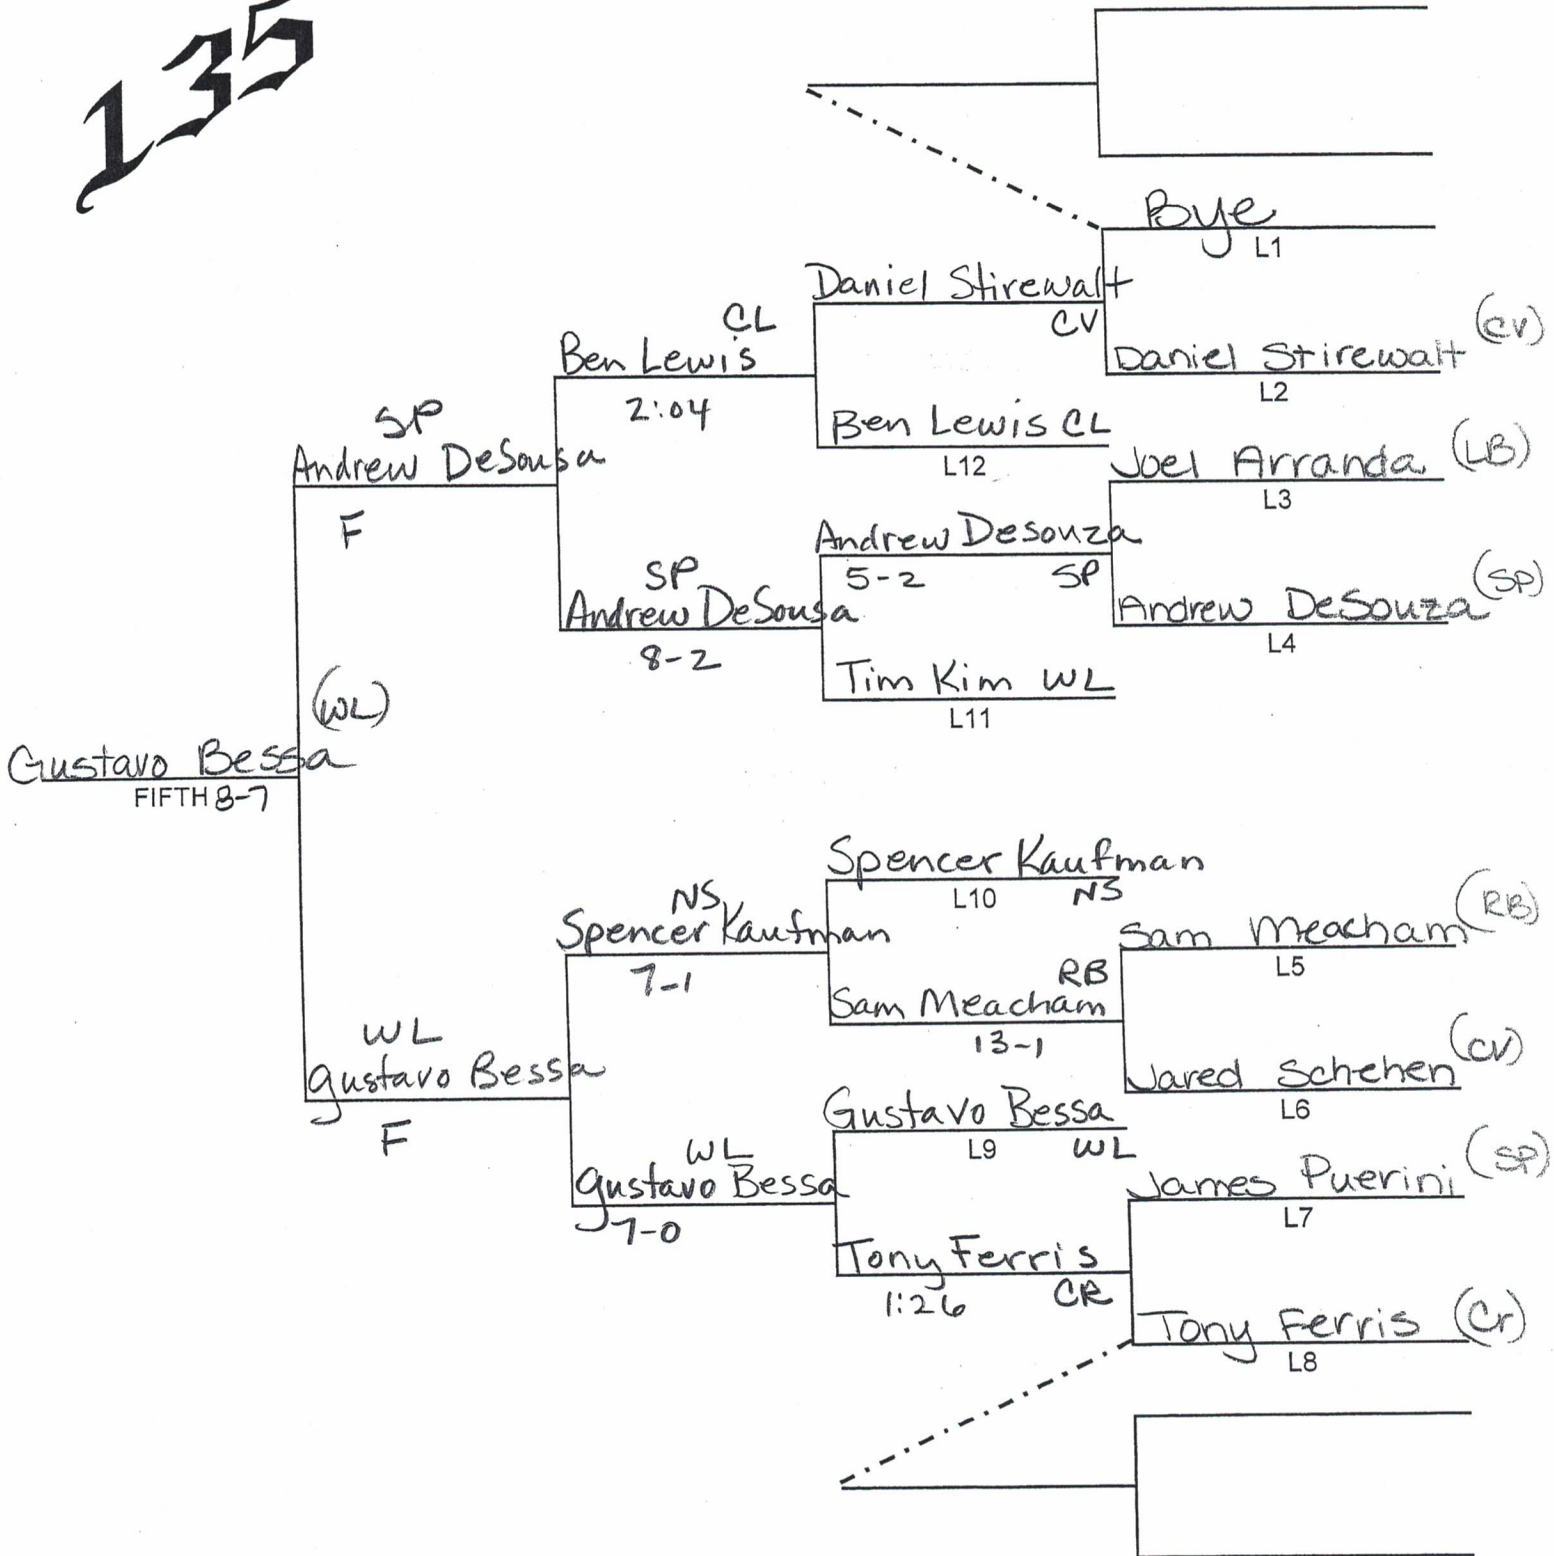 135
Bye
L1
Daniel Stirewalt
CV
(CV)
Daniel Stirewalt
L2
CL
Ben Lewis
2:04
Ben Lewis CL
L12
SP
Andrew DeSousa
F
Joel Arranda (LB)
L3
Andrew Desouza
5-2 SP
(SP)
Andrew DeSouza
L4
SP
Andrew DeSousa
8-2
Tim Kim WL
L11
(WL)
Gustavo Bessa
FIFTH 8-7
Spencer Kaufman
L10 NS
NS
Spencer Kaufman
7-1
(RB)
Sam Meacham
L5
RB
Sam Meacham
13-1
(CV)
Jared Schehen
L6
WL
Gustavo Bessa
F
Gustavo Bessa
L9 WL
WL
Gustavo Bessa
7-0
James Puerini (SP)
L7
Tony Ferris
1:26 CR
Tony Ferris (Cr)
L8